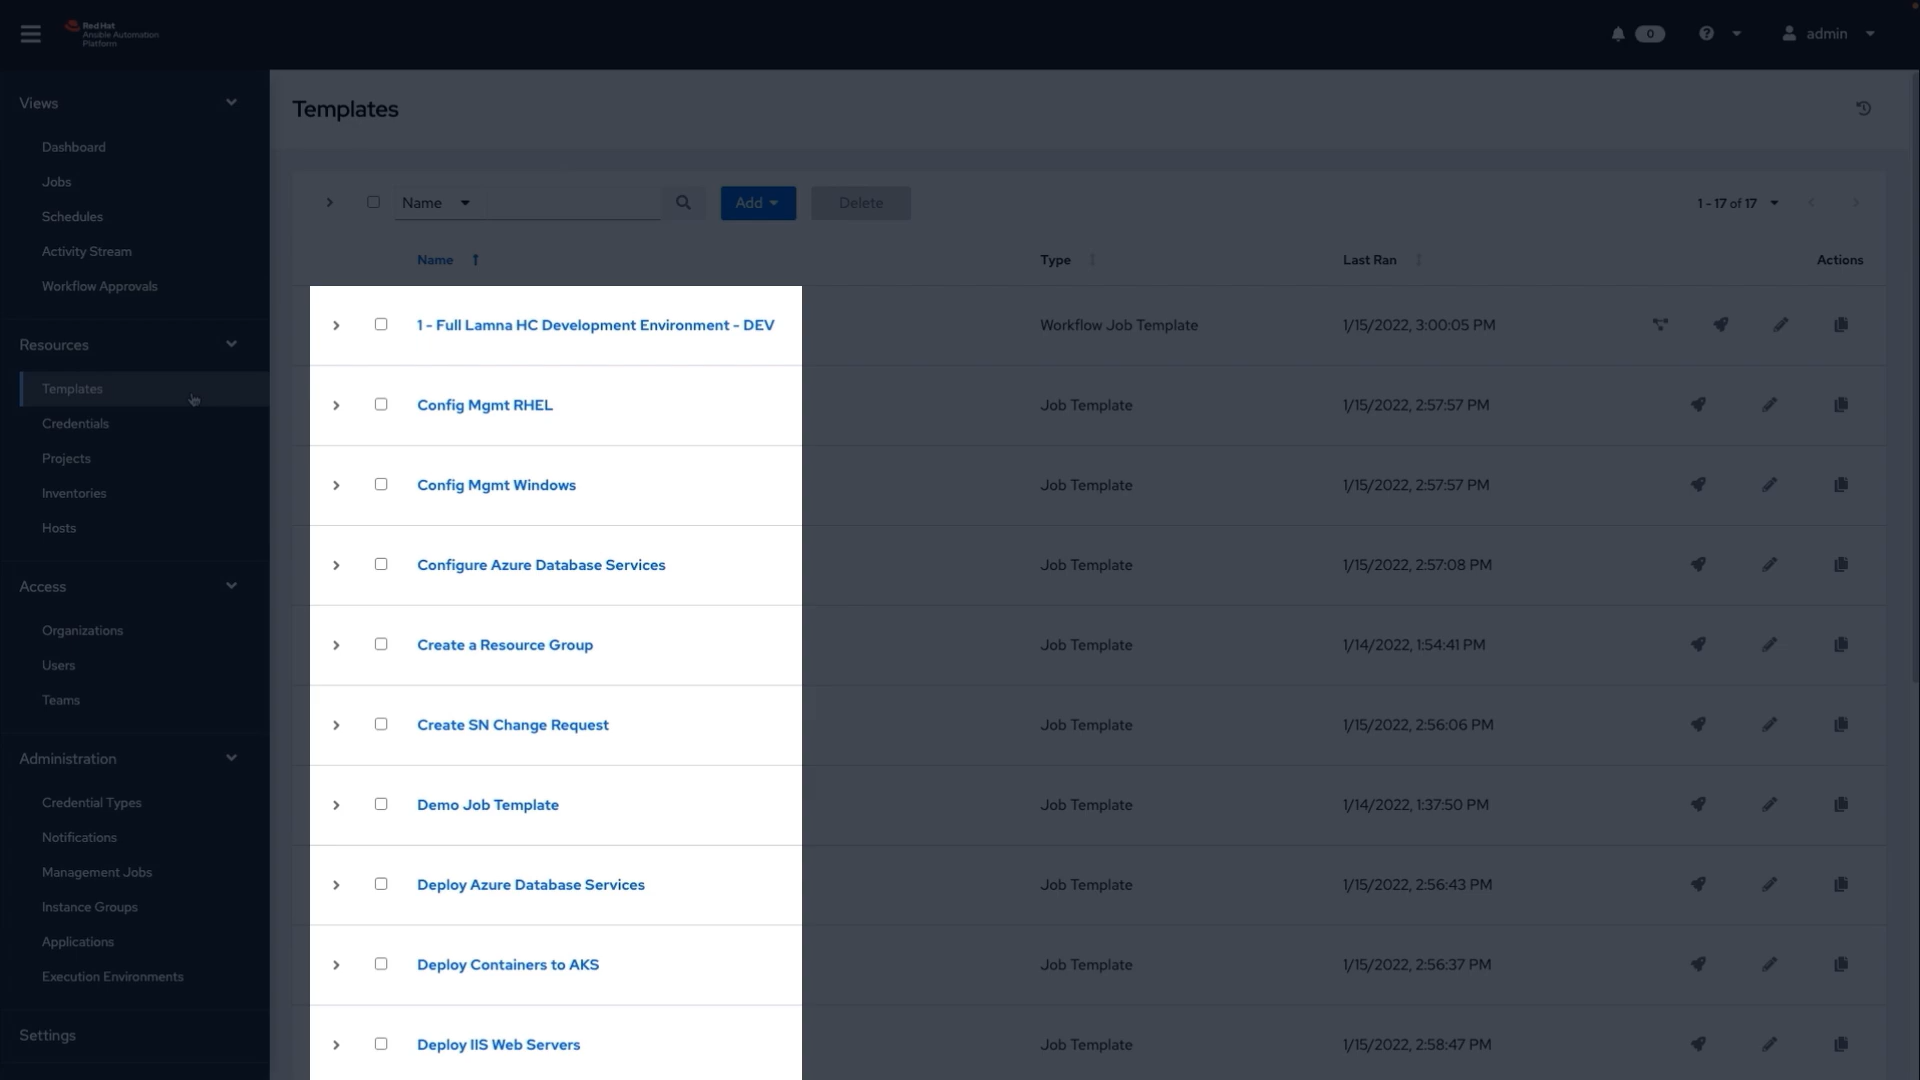 Red Hat
Ansible Automation
Platform
0
admin
Views
Dashboard
Jobs
Schedules
Activity Stream
Workflow Approvals
Resources
Templates
Credentials
Projects
Inventories
Hosts
Access
Organizations
Users
Teams
Administration
Credential Types
Notifications
Management Jobs
Instance Groups
Applications
Execution Environments
Settings
Templates
Name Add Delete 1 - 17 of 17
Name Type Last Ran Actions
1 - Full Lamna HC Development Environment - DEV Workflow Job Template 1/15/2022, 3:00:05 PM
Config Mgmt RHEL Job Template 1/15/2022, 2:57:57 PM
Config Mgmt Windows Job Template 1/15/2022, 2:57:57 PM
Configure Azure Database Services Job Template 1/15/2022, 2:57:08 PM
Create a Resource Group Job Template 1/14/2022, 1:54:41 PM
Create SN Change Request Job Template 1/15/2022, 2:56:06 PM
Demo Job Template Job Template 1/14/2022, 1:37:50 PM
Deploy Azure Database Services Job Template 1/15/2022, 2:56:43 PM
Deploy Containers to AKS Job Template 1/15/2022, 2:56:37 PM
Deploy IIS Web Servers Job Template 1/15/2022, 2:58:47 PM